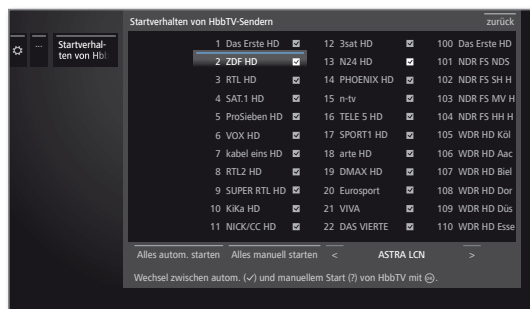 Startverhalten von HbbTV-Sendern zurück
... Startverhal-
ten von Hbb
1 Das Erste HD 12 3sat HD 100 Das Erste HD
2 ZDF HD 13 N24 HD 101 NDR FS NDS
3 RTL HD 14 PHOENIX HD 102 NDR FS SH H
4 SAT.1 HD 15 n-tv 103 NDR FS MV H
5 ProSieben HD 16 TELE 5 HD 104 NDR FS HH H
6 VOX HD 17 SPORT1 HD 105 WDR HD Köl
7 kabel eins HD 18 arte HD 106 WDR HD Aac
8 RTL2 HD 19 DMAX HD 107 WDR HD Biel
9 SUPER RTL HD 20 Eurosport 108 WDR HD Dor
10 KiKa HD 21 VIVA 109 WDR HD Düs
11 NICK/CC HD 22 DAS VIERTE 110 WDR HD Esse
Alles autom. starten Alles manuell starten < ASTRA LCN >
Wechsel zwischen autom. (✓) und manuellem Start (?) von HbbTV mit OK.